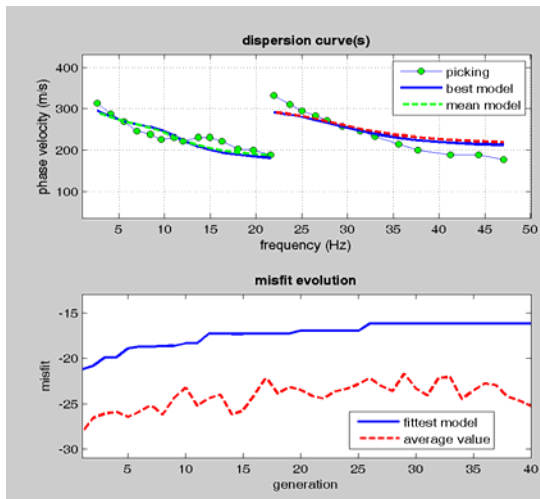 dispersion curve(s)
400
300
200
100
phase velocity (m/s)
picking
best model
mean model
5 10 15 20 25 30 35 40 45 50
frequency (Hz)
misfit evolution
-15
-20
-25
-30
misfit
fittest model
average value
5 10 15 20 25 30 35 40
generation